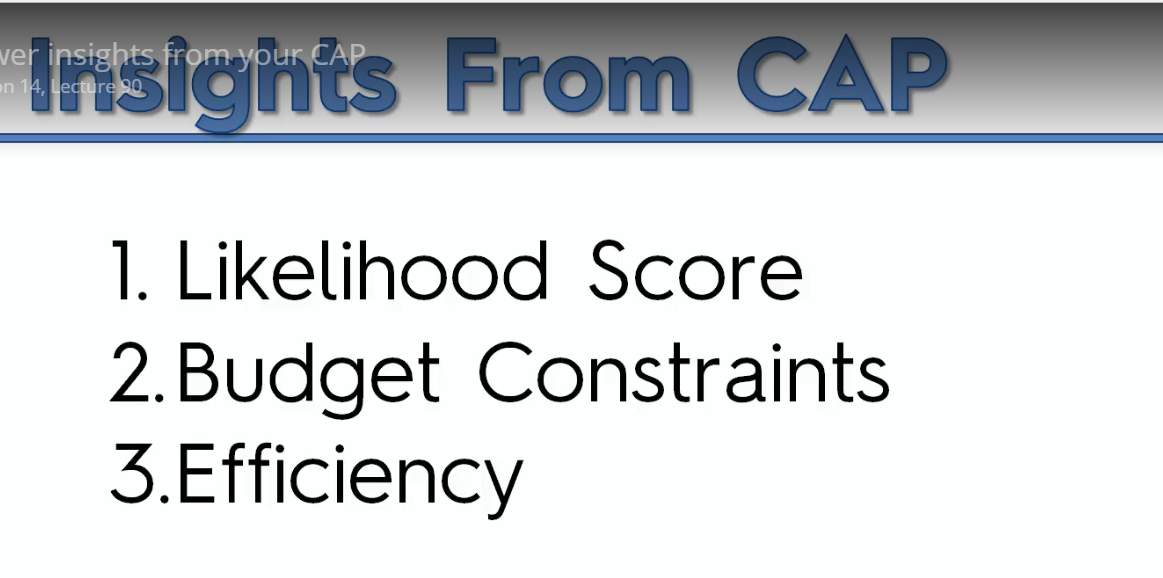 wer insights from your CAP
on 14, Lecture 90
Insights From CAP
1. Likelihood Score
2. Budget Constraints
3. Efficiency